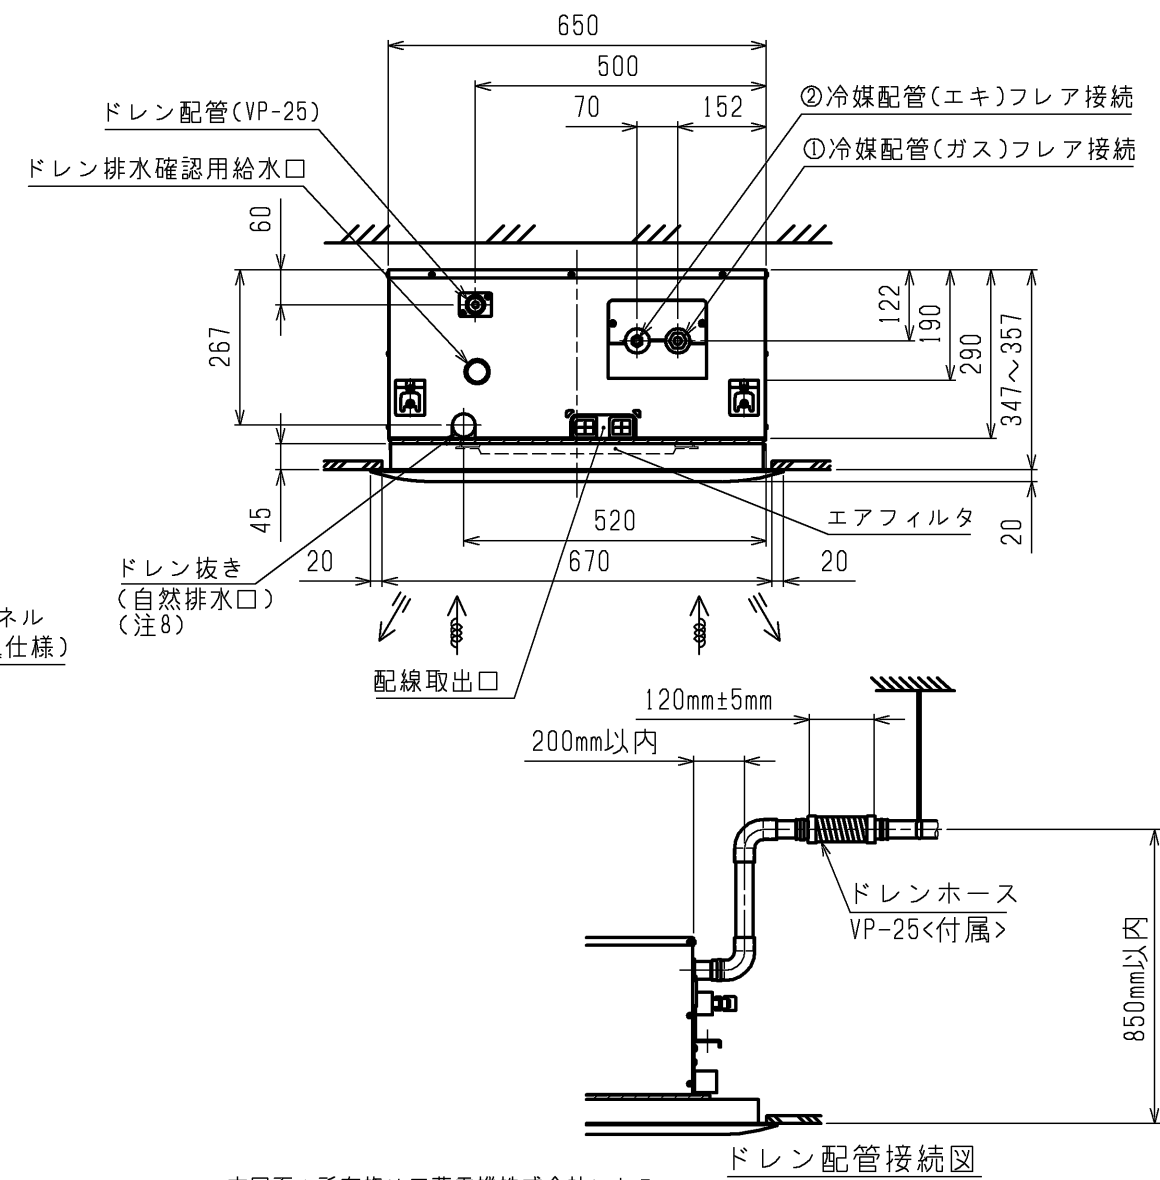 650
500
70
152
ドレン配管(VP-25)
②冷媒配管(エキ)フレア接続
①冷媒配管(ガス)フレア接続
ドレン排水確認用給水口
60
267
45
122
190
290
347〜357
20
エアフィルタ
520
20
670
20
ドレン抜き
(自然排水口)
(注8)
ネル
仕様)
配線取出口
120mm±5mm
200mm以内
ドレンホース
VP-25<付属>
850mm以内
ドレン配管接続図